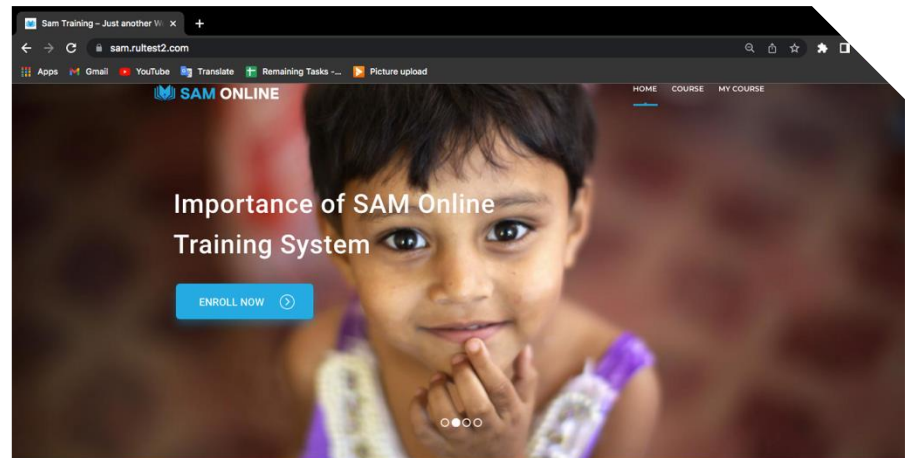 Sam Training – Just another W
sam.rultest2.com
Apps Gmail YouTube Translate Remaining Tasks -... Picture upload
SAM ONLINE
HOME COURSE MY COURSE
Importance of SAM Online
Training System
ENROLL NOW